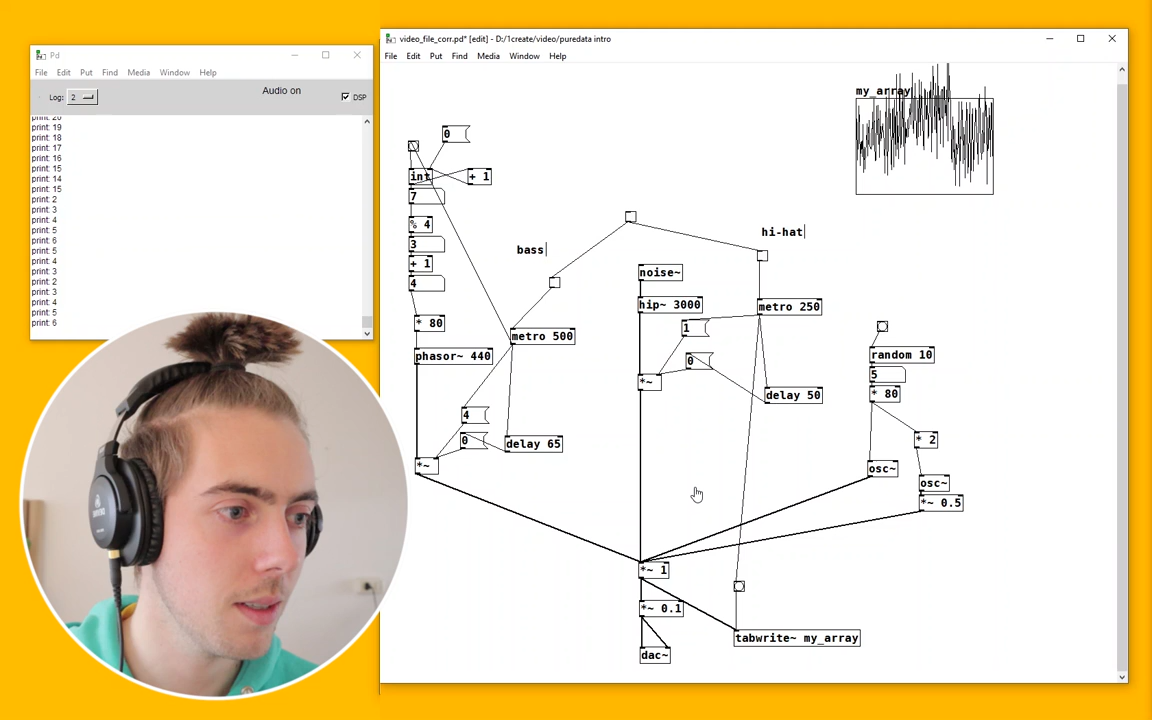 Pd
File Edit Put Find Media Window Help
Log: 2
Audio on
DSP
print: 20
print: 19
print: 18
print: 17
print: 16
print: 15
print: 14
print: 15
print: 2
print: 3
print: 4
print: 5
print: 6
print: 5
print: 4
print: 3
print: 2
print: 3
print: 4
print: 5
print: 6
video_file_corr.pd* [edit] - D:/1create/video/puredata intro
File Edit Put Find Media Window Help
my_array
0
int
+ 1
7
% 4
3
+ 1
4
* 80
phasor~ 440
bass
metro 500
4
0
delay 65
*~
hi-hat
noise~
hip~ 3000
metro 250
1
0
*~
delay 50
random 10
5
* 80
* 2
osc~
osc~
*~ 0.5
*~ 1
*~ 0.1
tabwrite~ my_array
dac~